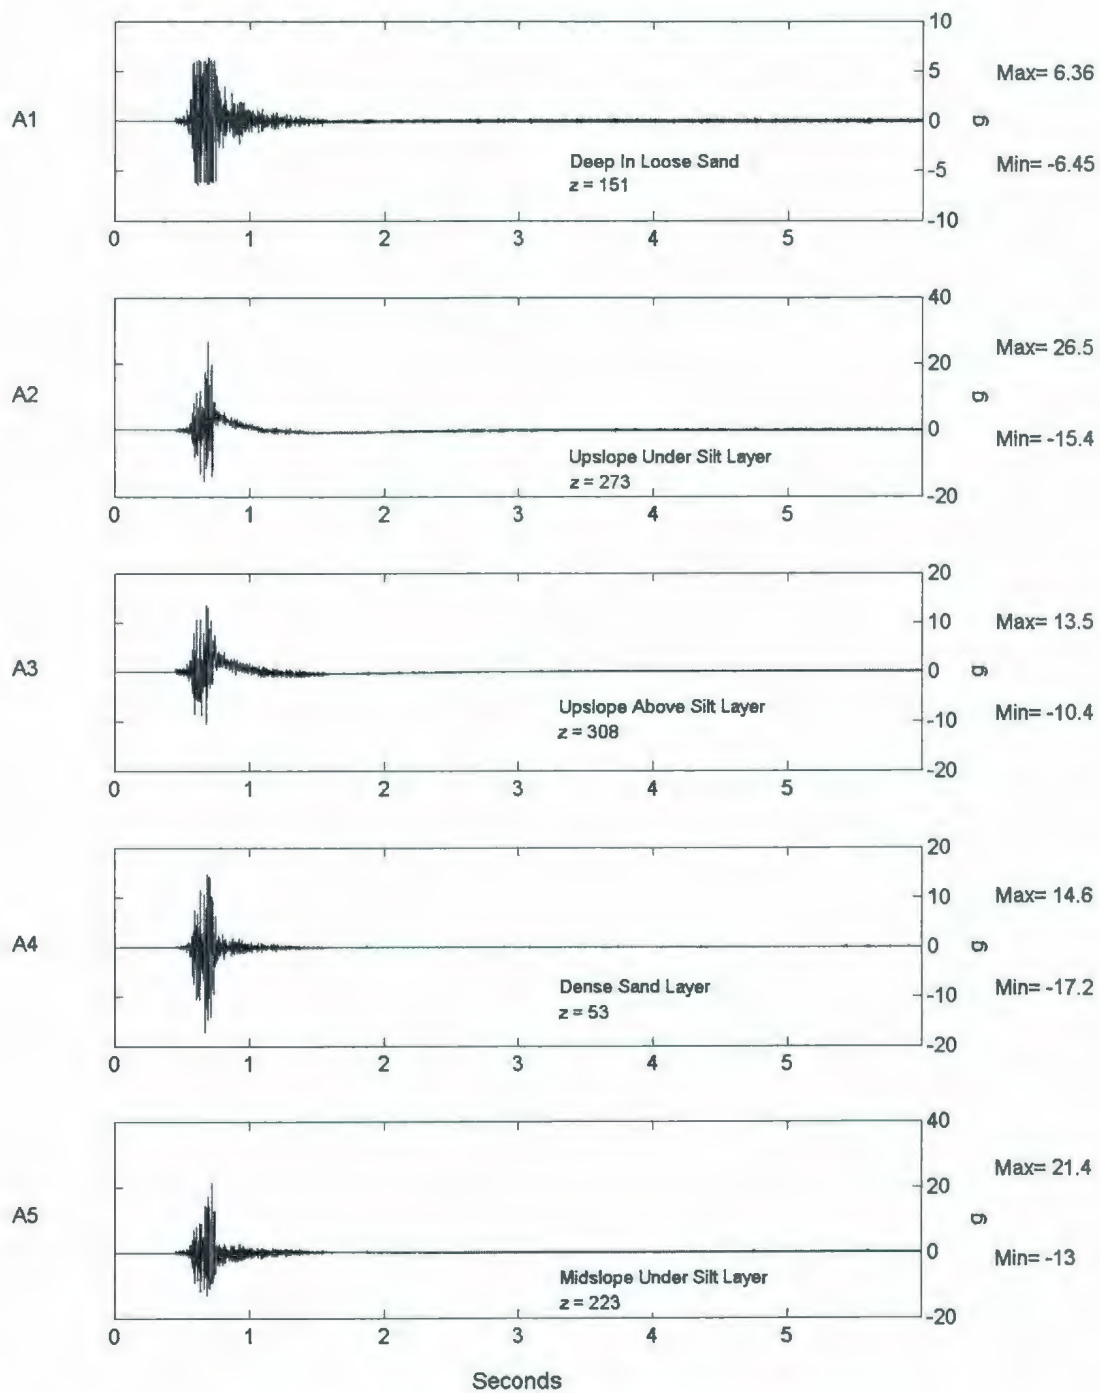 10
5
A1
0
g
Max= 6.36
Min= -6.45
Deep In Loose Sand
z = 151
-5
-10
0 1 2 3 4 5
40
20
A2
0
g
Max= 26.5
Min= -15.4
Upslope Under Silt Layer
z = 273
-20
0 1 2 3 4 5
20
10
A3
0
g
Max= 13.5
Min= -10.4
Upslope Above Silt Layer
z = 308
-10
-20
0 1 2 3 4 5
20
10
A4
0
g
Max= 14.6
Min= -17.2
Dense Sand Layer
z = 53
-10
-20
0 1 2 3 4 5
40
20
A5
0
g
Max= 21.4
Min= -13
Midslope Under Silt Layer
z = 223
-20
0 1 2 3 4 5
Seconds